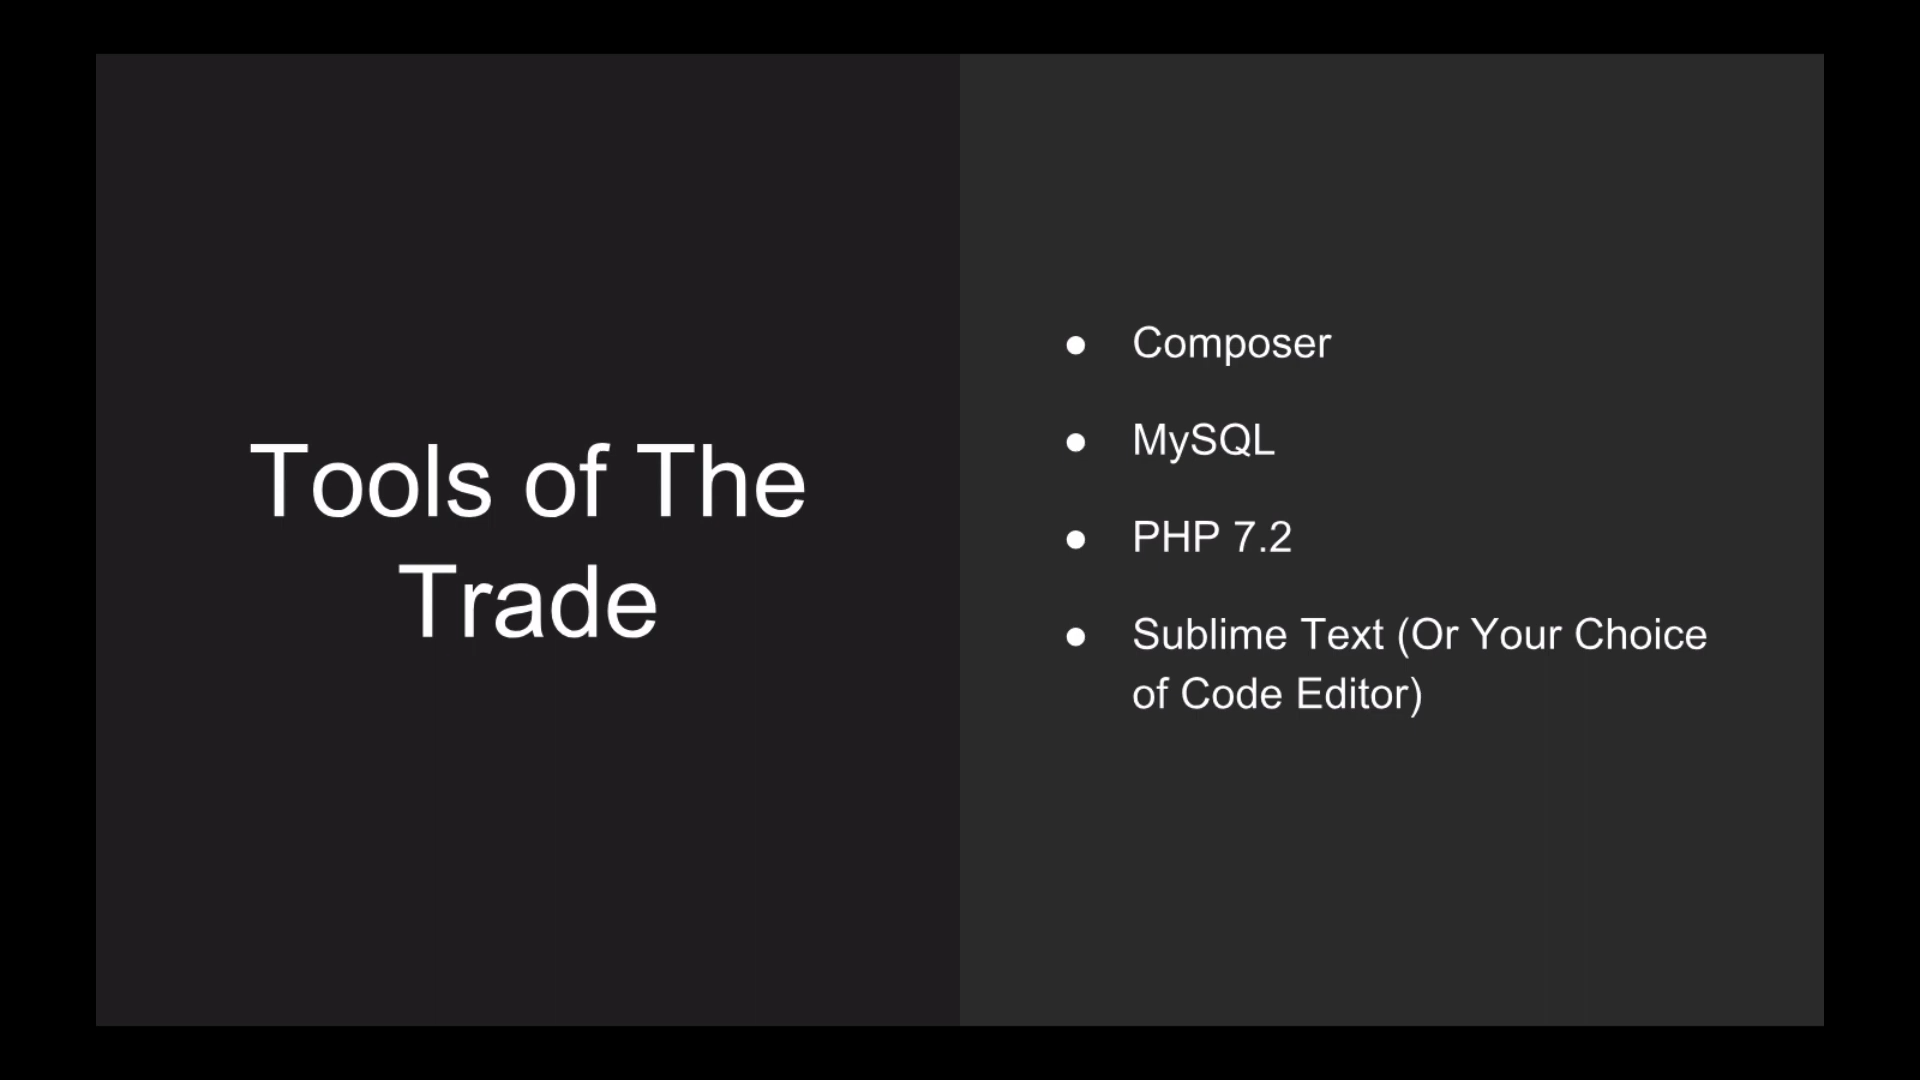 Tools of The
Trade
● Composer
● MySQL
● PHP 7.2
● Sublime Text (Or Your Choice
of Code Editor)